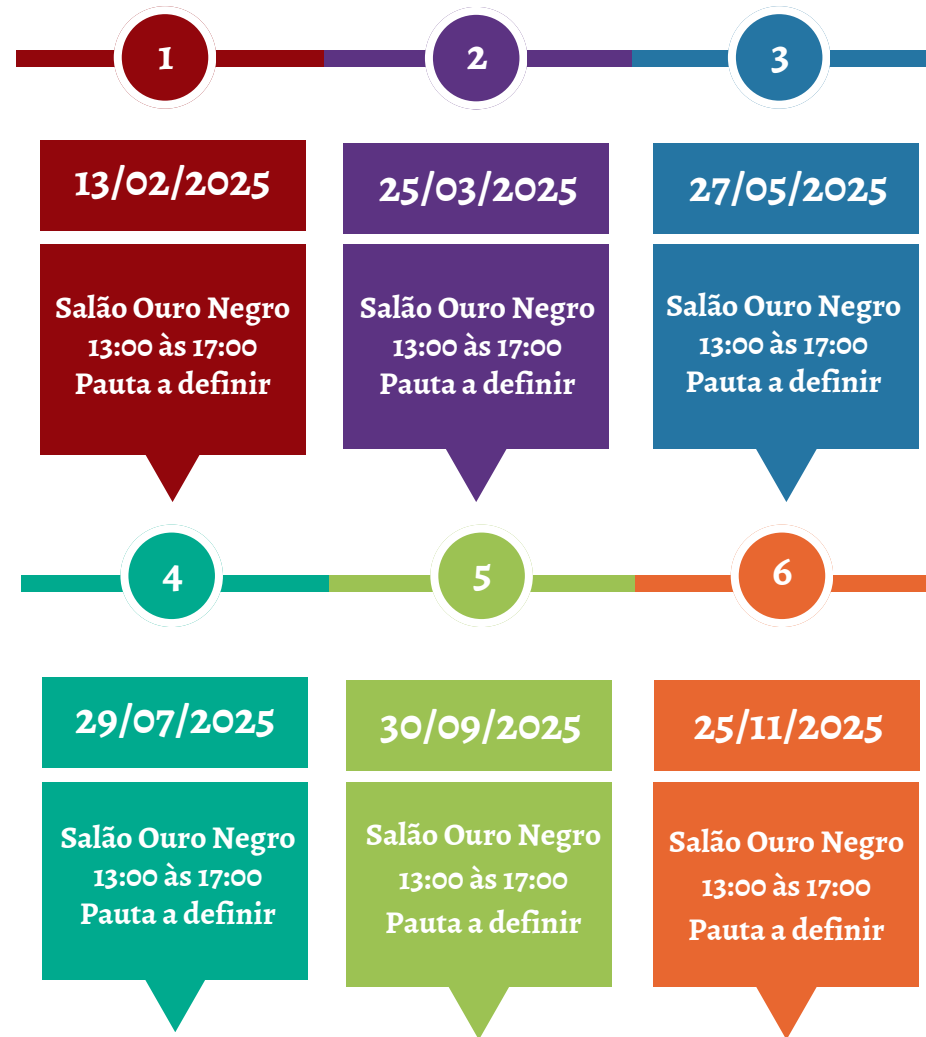 1
2
3
13/02/2025
25/03/2025
27/05/2025
Salão Ouro Negro
13:00 às 17:00
Pauta a definir
Salão Ouro Negro
13:00 às 17:00
Pauta a definir
Salão Ouro Negro
13:00 às 17:00
Pauta a definir
4
5
6
29/07/2025
30/09/2025
25/11/2025
Salão Ouro Negro
13:00 às 17:00
Pauta a definir
Salão Ouro Negro
13:00 às 17:00
Pauta a definir
Salão Ouro Negro
13:00 às 17:00
Pauta a definir